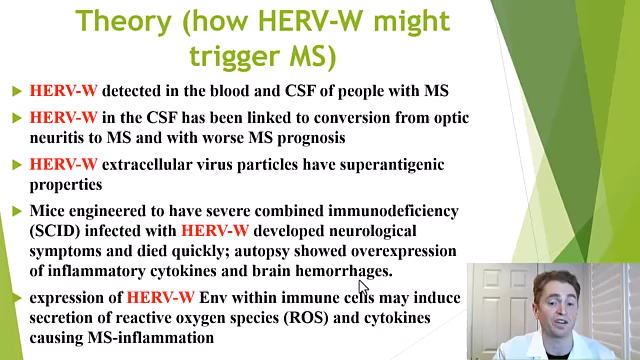 Theory (how HERV-W might
trigger MS)
HERV-W detected in the blood and CSF of people with MS
HERV-W in the CSF has been linked to conversion from optic
neuritis to MS and with worse MS prognosis
HERV-W extracellular virus particles have superantigenic
properties
Mice engineered to have severe combined immunodeficiency
(SCID) infected with HERV-W developed neurological
symptoms and died quickly; autopsy showed overexpression
of inflammatory cytokines and brain hemorrhages.
expression of HERV-W Env within immune cells may induce
secretion of reactive oxygen species (ROS) and cytokines
causing MS-inflammation